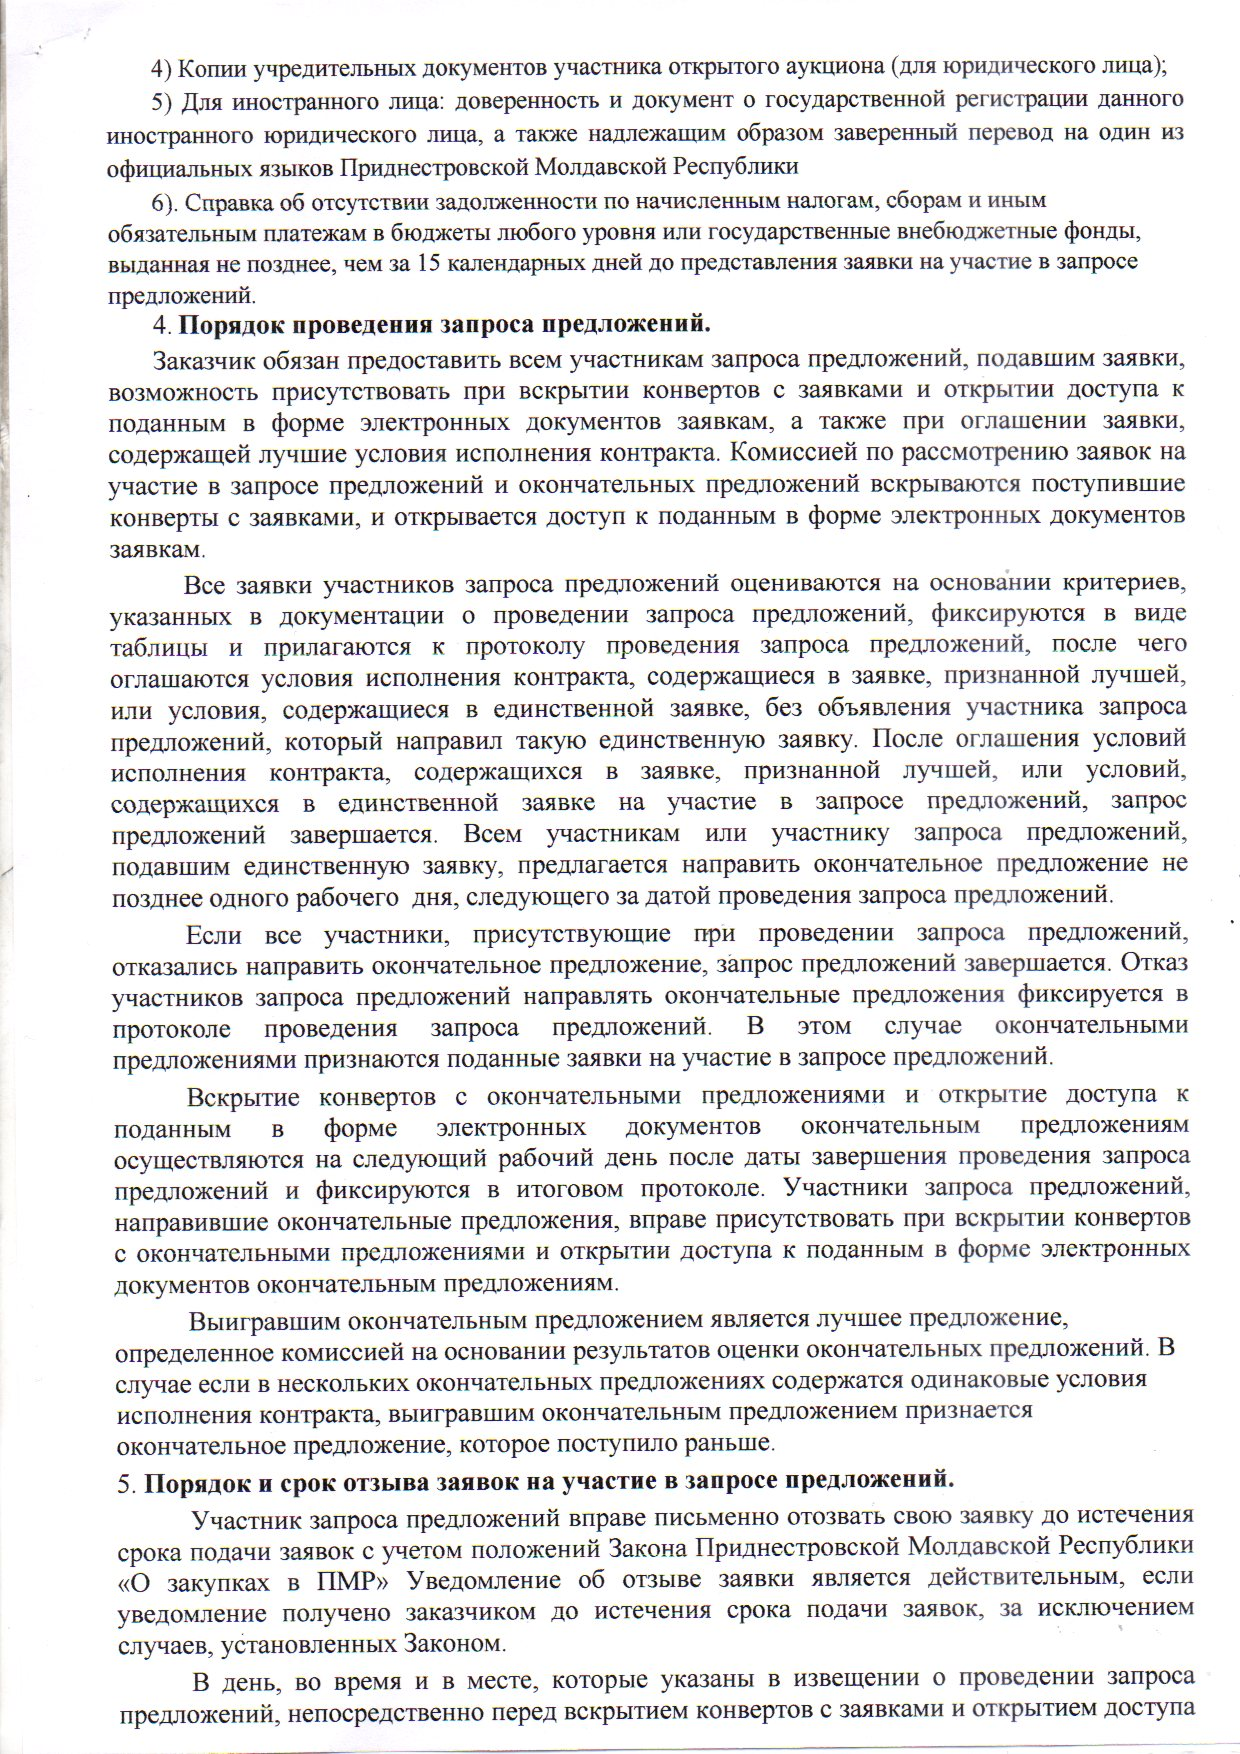 4) Копии учредительных документов участника открытого аукциона (для юридического лица);
5) Для иностранного лица: доверенность и документ о государственной регистрации данного
иностранного юридического лица, а также надлежащим образом заверенный перевод на один из
официальных языков Приднестровской Молдавской Республики
6). Справка об отсутствии задолженности по начисленным налогам, сборам и иным
обязательным платежам в бюджеты любого уровня или государственные внебюджетные фонды,
выданная не позднее, чем за 15 календарных дней до представления заявки на участие в запросе
предложений.
4. Порядок проведения запроса предложений.
Заказчик обязан предоставить всем участникам запроса предложений, подавшим заявки,
возможность присутствовать при вскрытии конвертов с заявками и открытии доступа к
поданным в форме электронных документов заявкам, а также при оглашении заявки,
содержащей лучшие условия исполнения контракта. Комиссией по рассмотрению заявок на
участие в запросе предложений и окончательных предложений вскрываются поступившие
конверты с заявками, и открывается доступ к поданным в форме электронных документов
заявкам.
Все заявки участников запроса предложений оцениваются на основании критериев,
указанных в документации о проведении запроса предложений, фиксируются в виде
таблицы и прилагаются к протоколу проведения запроса предложений, после чего
оглашаются условия исполнения контракта, содержащиеся в заявке, признанной лучшей,
или условия, содержащиеся в единственной заявке, без объявления участника запроса
предложений, который направил такую единственную заявку. После оглашения условий
исполнения контракта, содержащихся в заявке, признанной лучшей, или условий,
содержащихся в единственной заявке на участие в запросе предложений, запрос
предложений завершается. Всем участникам или участнику запроса предложений,
подавшим единственную заявку, предлагается направить окончательное предложение не
позднее одного рабочего дня, следующего за датой проведения запроса предложений.
Если все участники, присутствующие при проведении запроса предложений,
отказались направить окончательное предложение, запрос предложений завершается. Отказ
участников запроса предложений направлять окончательные предложения фиксируется в
протоколе проведения запроса предложений. В этом случае окончательными
предложениями признаются поданные заявки на участие в запросе предложений.
Вскрытие конвертов с окончательными предложениями и открытие доступа к
поданным в форме электронных документов окончательным предложениям
осуществляются на следующий рабочий день после даты завершения проведения запроса
предложений и фиксируются в итоговом протоколе. Участники запроса предложений,
направившие окончательные предложения, вправе присутствовать при вскрытии конвертов
с окончательными предложениями и открытии доступа к поданным в форме электронных
документов окончательным предложениям.
Выигравшим окончательным предложением является лучшее предложение,
определенное комиссией на основании результатов оценки окончательных предложений. В
случае если в нескольких окончательных предложениях содержатся одинаковые условия
исполнения контракта, выигравшим окончательным предложением признается
окончательное предложение, которое поступило раньше.
5. Порядок и срок отзыва заявок на участие в запросе предложений.
Участник запроса предложений вправе письменно отозвать свою заявку до истечения
срока подачи заявок с учетом положений Закона Приднестровской Молдавской Республики
«О закупках в ПМР» Уведомление об отзыве заявки является действительным, если
уведомление получено заказчиком до истечения срока подачи заявок, за исключением
случаев, установленных Законом.
В день, во время и в месте, которые указаны в извещении о проведении запроса
предложений, непосредственно перед вскрытием конвертов с заявками и открытием доступа